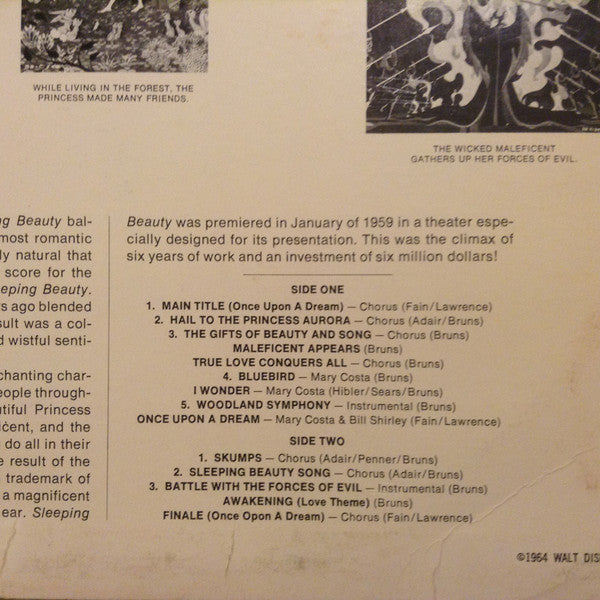 WHILE LIVING IN THE FOREST, THE
PRINCESS MADE MANY FRIENDS.
THE WICKED MALEFICENT
GATHERS UP HER FORCES OF EVIL.
Beauty bal-
most romantic
natural that
score for the
Beauty.
ago blended
was a col-
wistful senti-
char-
through-
Princess
and the
do all in their
result of the
trademark of
a magnificent
Sleeping
Beauty was premiered in January of 1959 in a theater espe-
cially designed for its presentation. This was the climax of
six years of work and an investment of six million dollars!
SIDE ONE
1. MAIN TITLE (Once Upon A Dream) — Chorus (Fain/Lawrence)
2. HAIL TO THE PRINCESS AURORA — Chorus (Adair/Bruns)
3. THE GIFTS OF BEAUTY AND SONG — Chorus (Bruns)
MALEFICENT APPEARS (Bruns)
TRUE LOVE CONQUERS ALL — Chorus (Bruns)
4. BLUEBIRD — Mary Costa (Bruns)
I WONDER — Mary Costa (Hibler/Sears/Bruns)
5. WOODLAND SYMPHONY — Instrumental (Bruns)
ONCE UPON A DREAM — Mary Costa & Bill Shirley (Fain/Lawrence)
SIDE TWO
1. SKUMPS — Chorus (Adair/Penner/Bruns)
2. SLEEPING BEAUTY SONG — Chorus (Adair/Bruns)
3. BATTLE WITH THE FORCES OF EVIL — Instrumental (Bruns)
AWAKENING (Love Theme) (Bruns)
FINALE (Once Upon A Dream) — Chorus (Fain/Lawrence)
©1964 WALT DIS